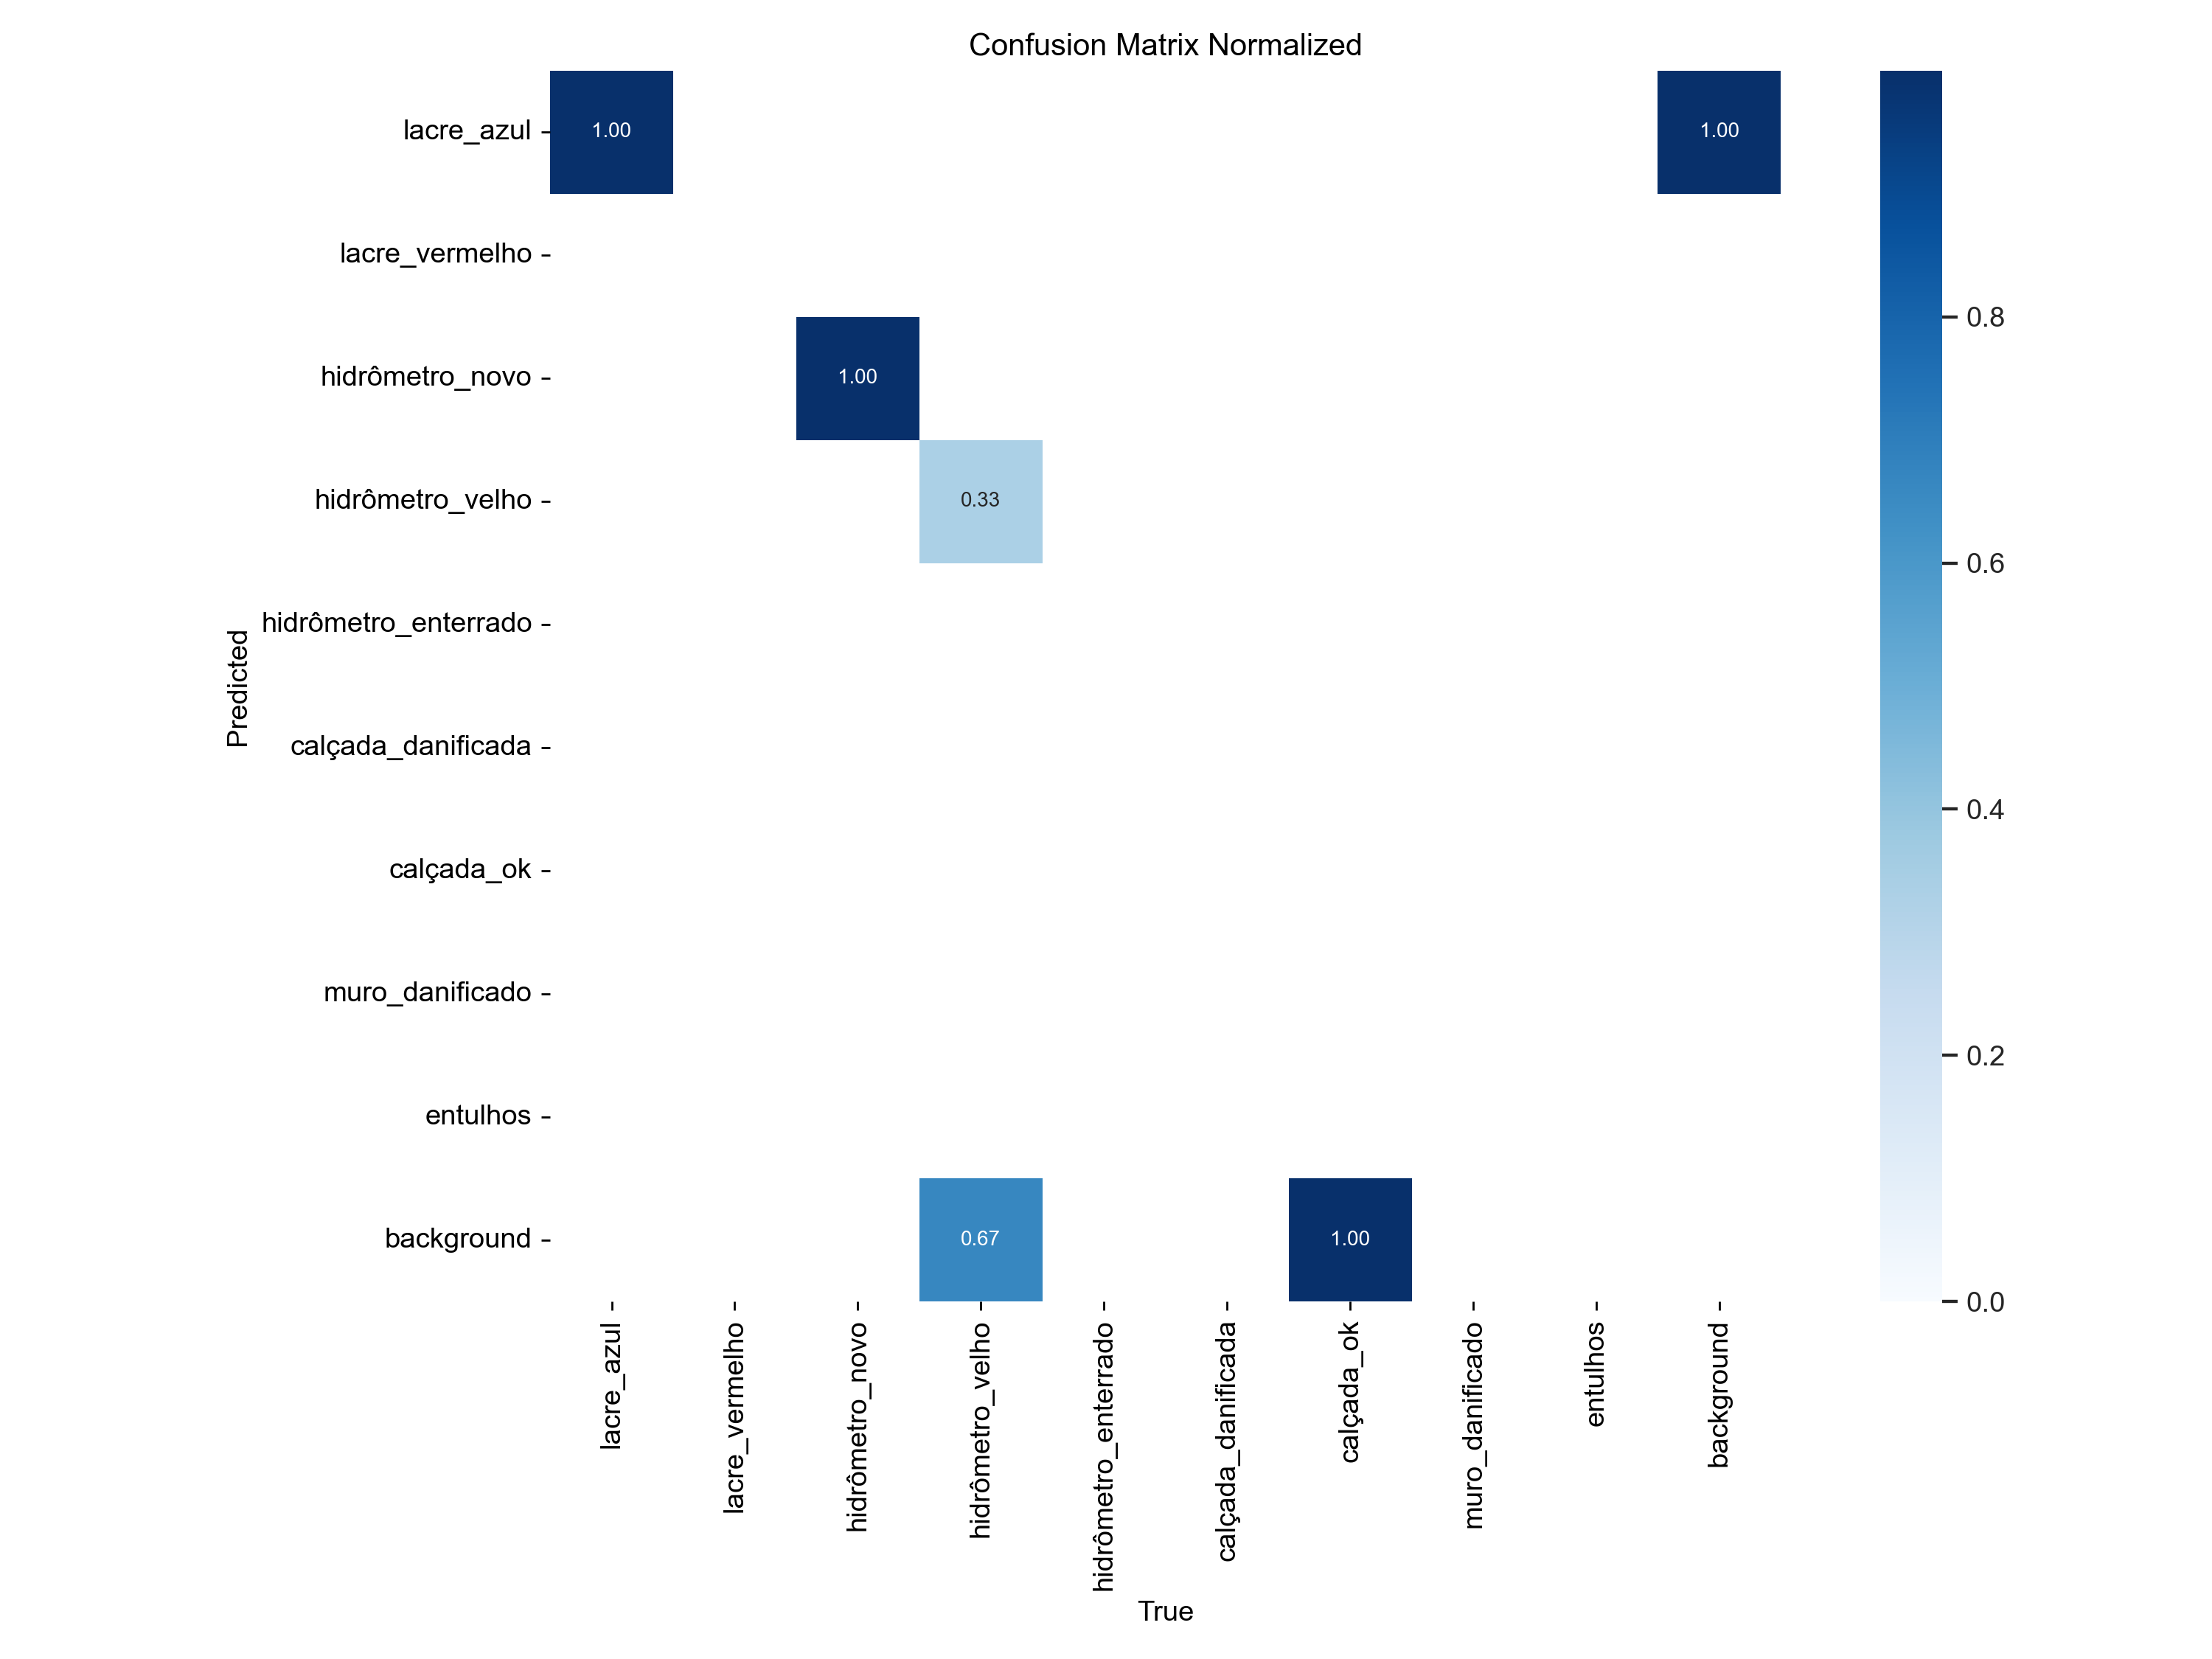 Confusion Matrix Normalized
lacre_azul
lacre_vermelho
hidrômetro_novo
hidrômetro_velho
hidrômetro_enterrado
calçada_danificada
calçada_ok
muro_danificado
entulhos
background
Predicted
1.00
1.00
1.00
0.33
0.67
1.00
lacre_azul
lacre_vermelho
hidrômetro_novo
hidrômetro_velho
hidrômetro_enterrado
calçada_danificada
calçada_ok
muro_danificado
entulhos
background
True
0.8
0.6
0.4
0.2
0.0